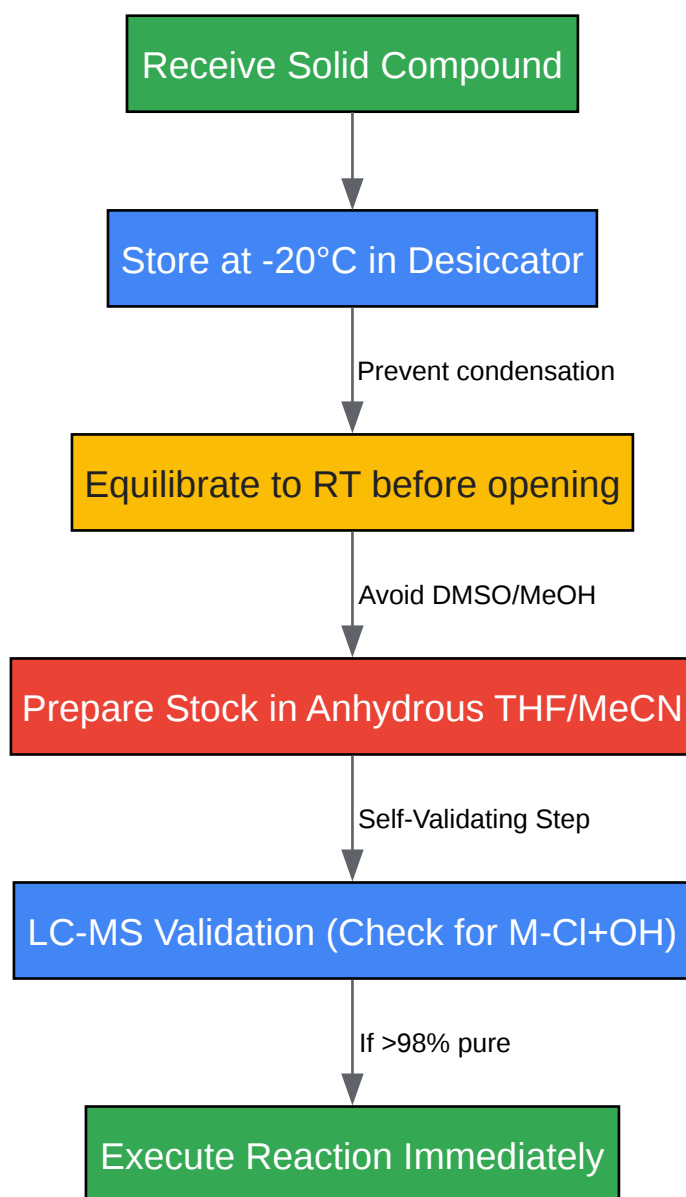 Receive Solid Compound
Store at -20°C in Desiccator
Prevent condensation
Equilibrate to RT before opening
Avoid DMSO/MeOH
Prepare Stock in Anhydrous THF/MeCN
Self-Validating Step
LC-MS Validation (Check for M-Cl+OH)
If >98% pure
Execute Reaction Immediately